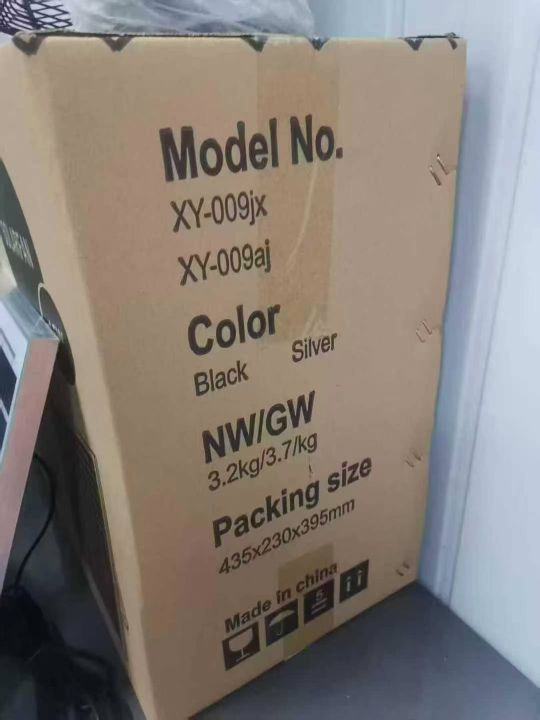 Model No.
XY-009jx
XY-009aj
Color
Black Silver
NW/GW
3.2kg/3.7/kg
Packing size
435x230x395mm
Made in china
5